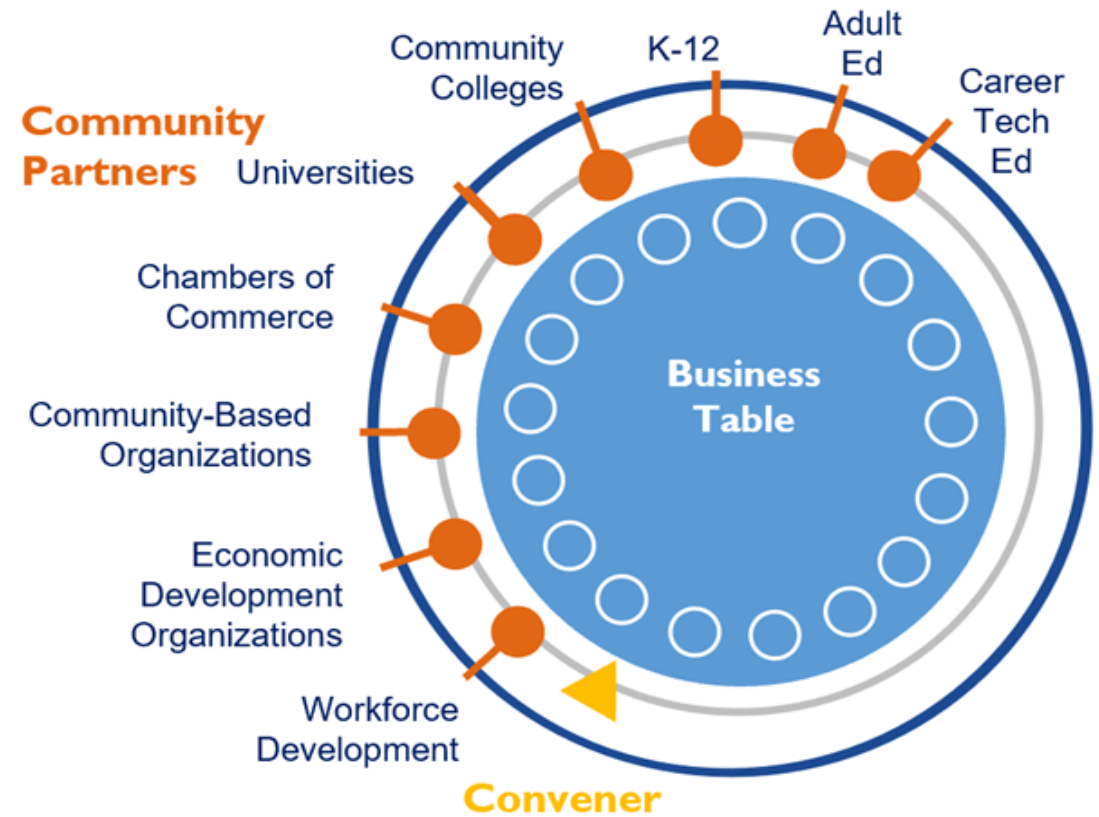 Community
Partners
Universities
Community
Colleges
K-12
Adult
Ed
Career
Tech
Ed
Chambers of
Commerce
Community-Based
Organizations
Economic
Development
Organizations
Workforce
Development
Business
Table
Convener